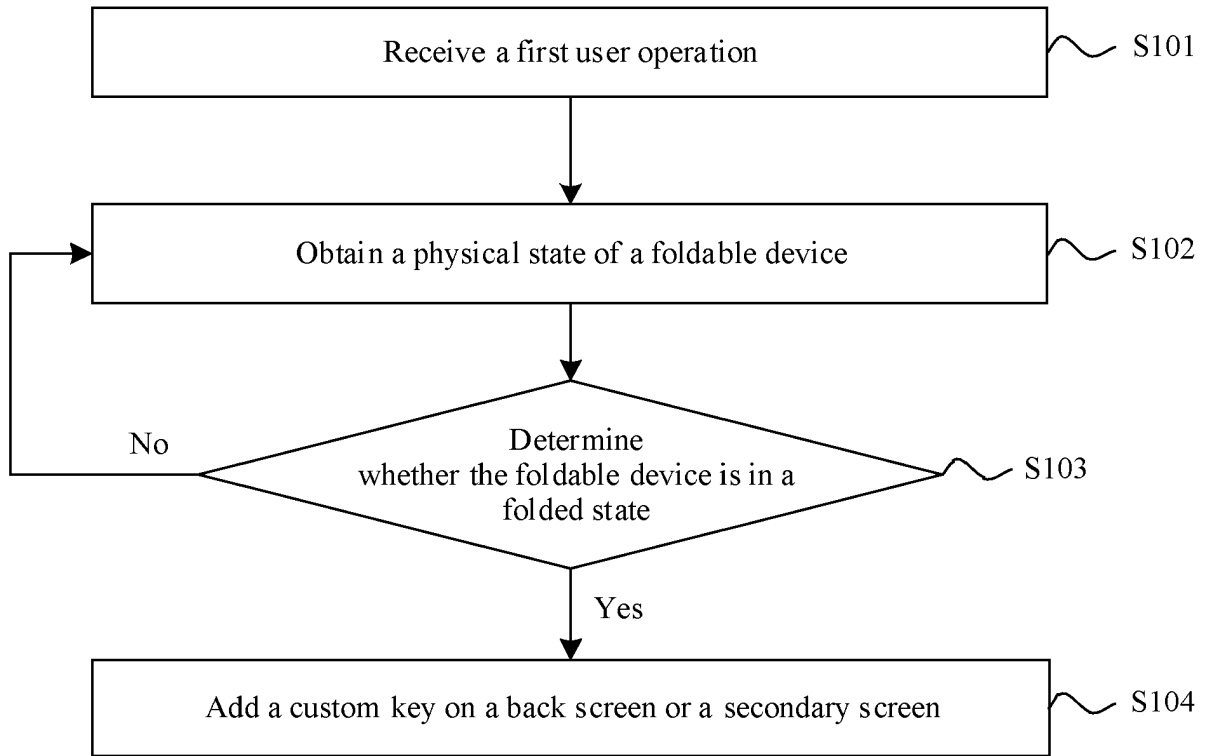 Receive a first user operation
S101
Obtain a physical state of a foldable device
S102
No
Determine
whether the foldable device is in a
folded state
S103
Yes
Add a custom key on a back screen or a secondary screen
S104